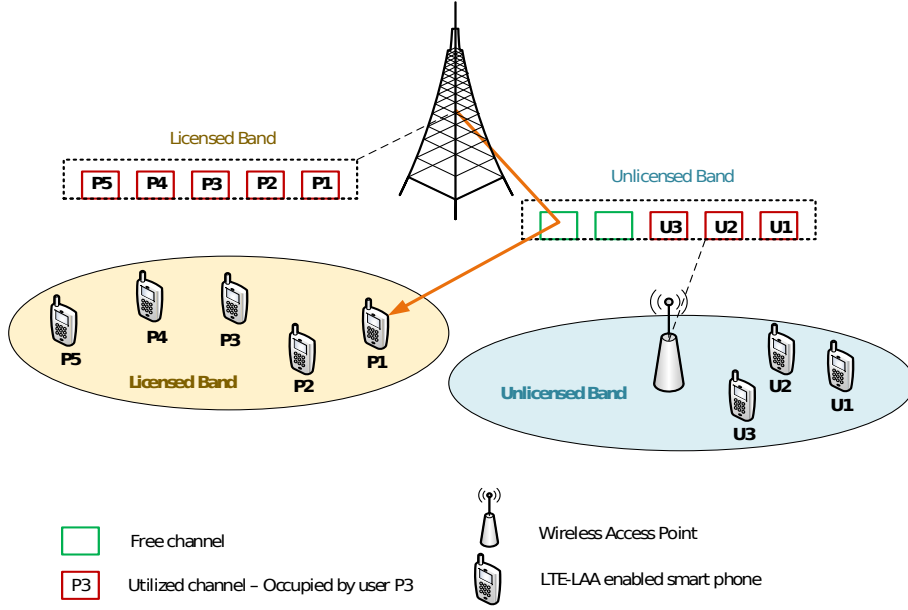 Licensed Band
P5 P4 P3 P2 P1
Unlicensed Band
U3 U2 U1
P5
P4
P3
P2
P1
Licensed Band
Unlicensed Band
U3
U2
U1
Free channel
P3 Utilized channel – Occupied by user P3
Wireless Access Point
LTE-LAA enabled smart phone